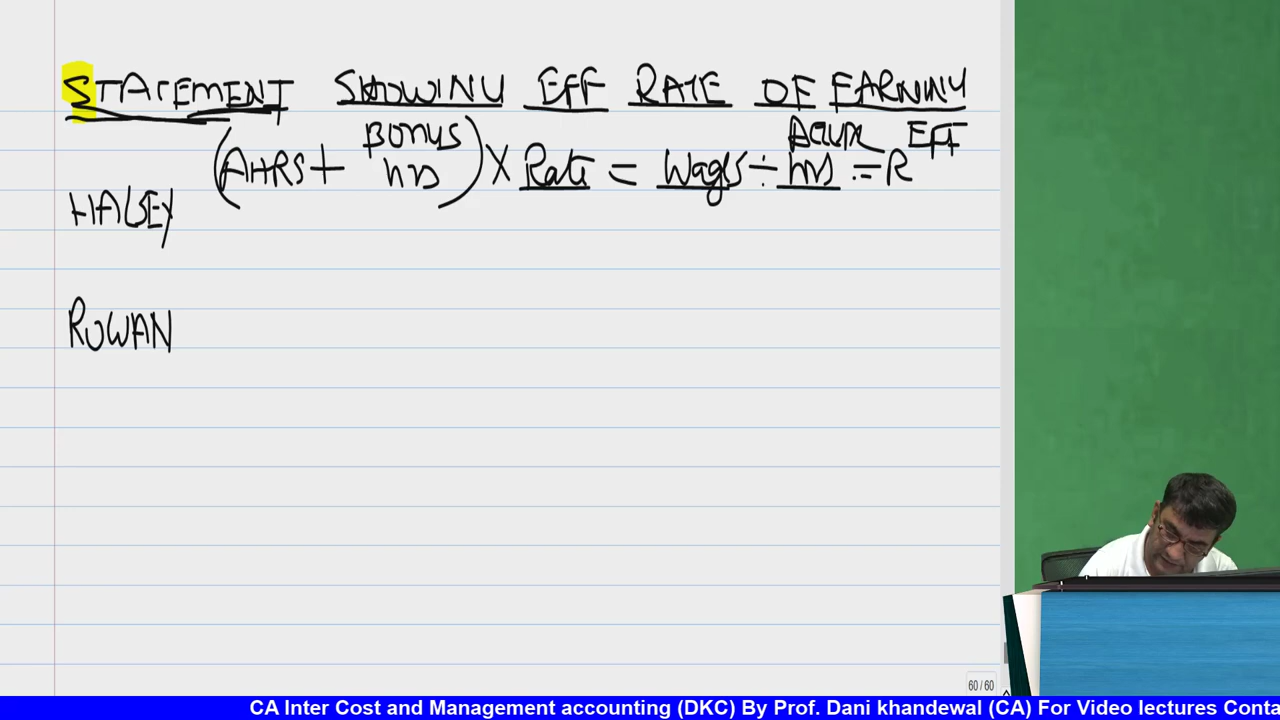 STATEMENT SHOWING EFF RATE OF EARNING
(AHRS + BONUS hrs) X Rate = Wages ÷ hrs = EFF R
HALSEY
ROWAN
60/60
CA Inter Cost and Management accounting (DKC) By Prof. Dani khandewal (CA) For Video lectures Conta